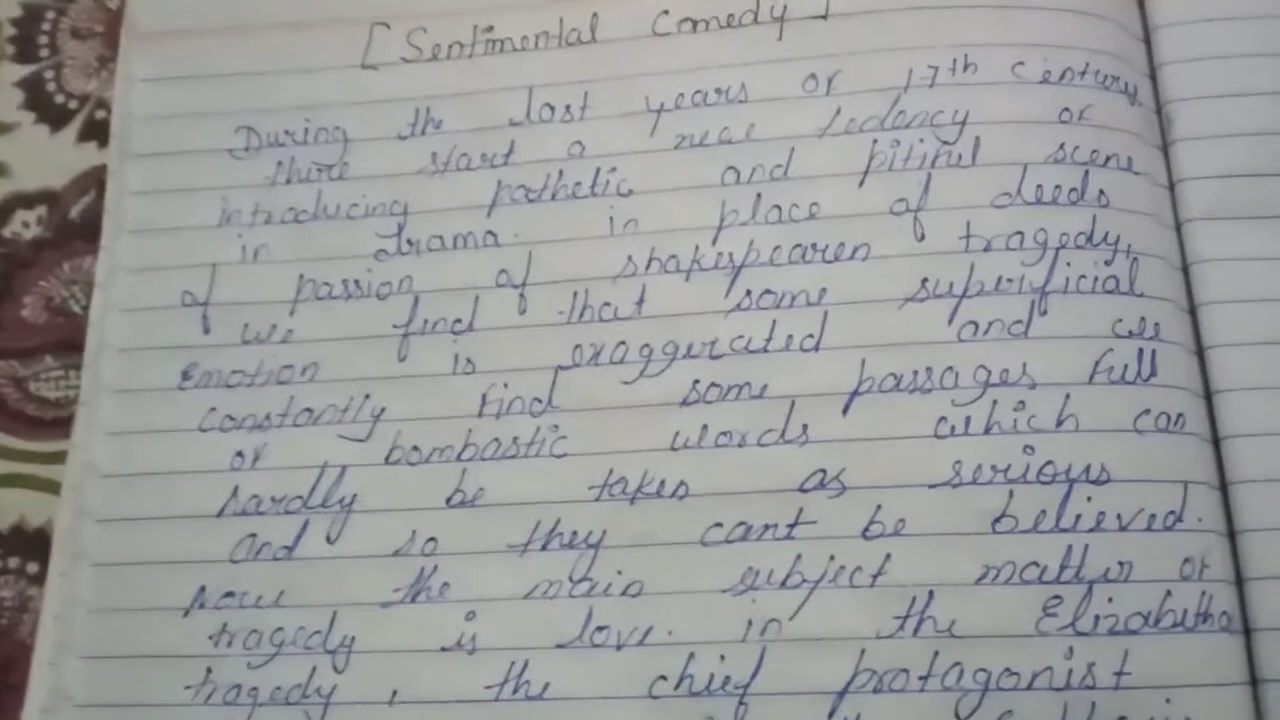 [Sentimental Comedy]
During the last years of 17th century
there start a new tedency of
introducing pathetic and pitiful scene
in drama. in place of deeds
of passion of shakespearen tragedy,
we find that some superficial
Emotion is exaggerated and we
constantly find some passages full
of bombastic words which can
hardly be taken as serious
and so they cant be believed.
Now the main subject matter of
tragedy is love. in the Elizabetha
tragedy, the chief protagonist